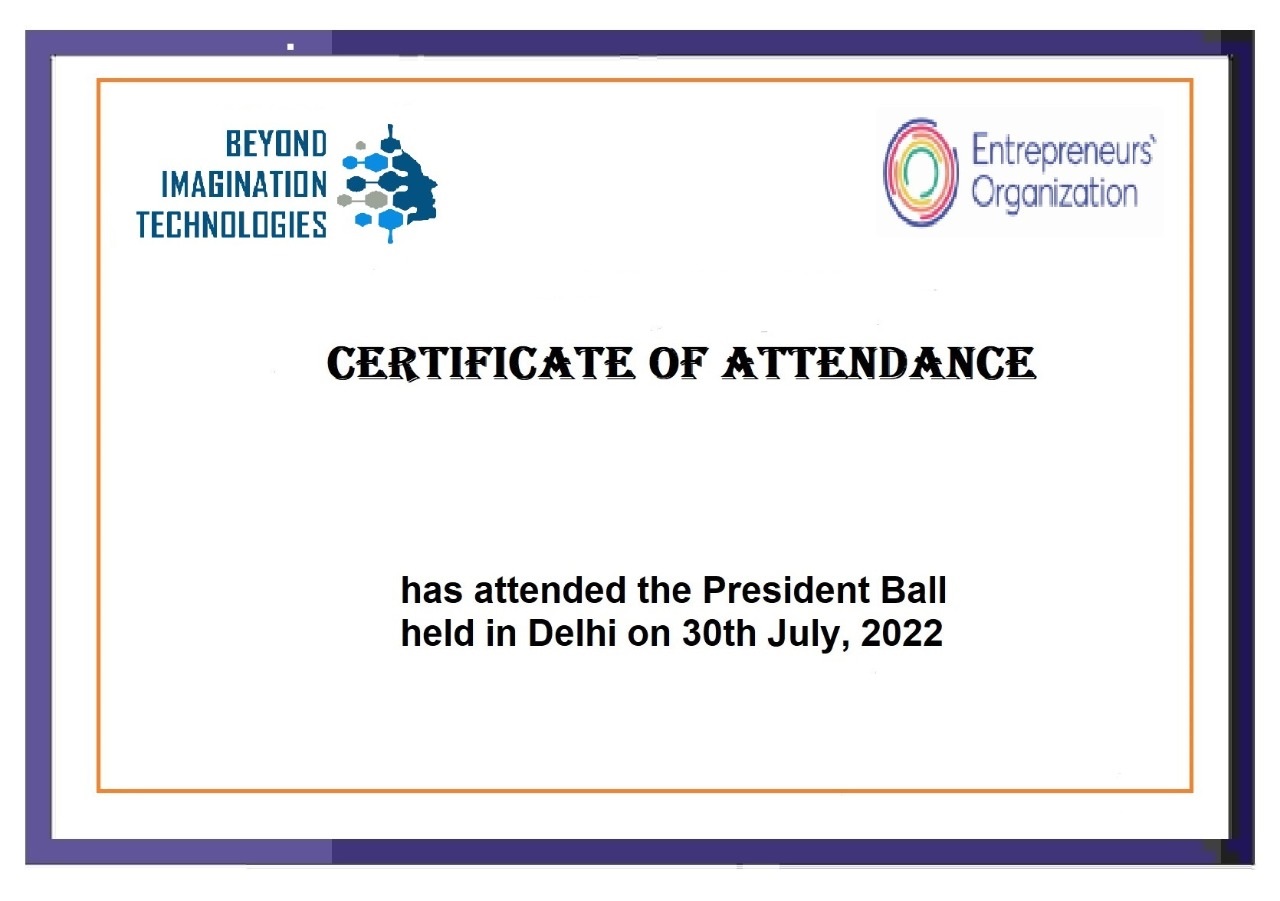 BEYOND
IMAGINATION
TECHNOLOGIES
Entrepreneurs`
Organization
CERTIFICATE OF ATTENDANCE
has attended the President Ball
held in Delhi on 30th July, 2022